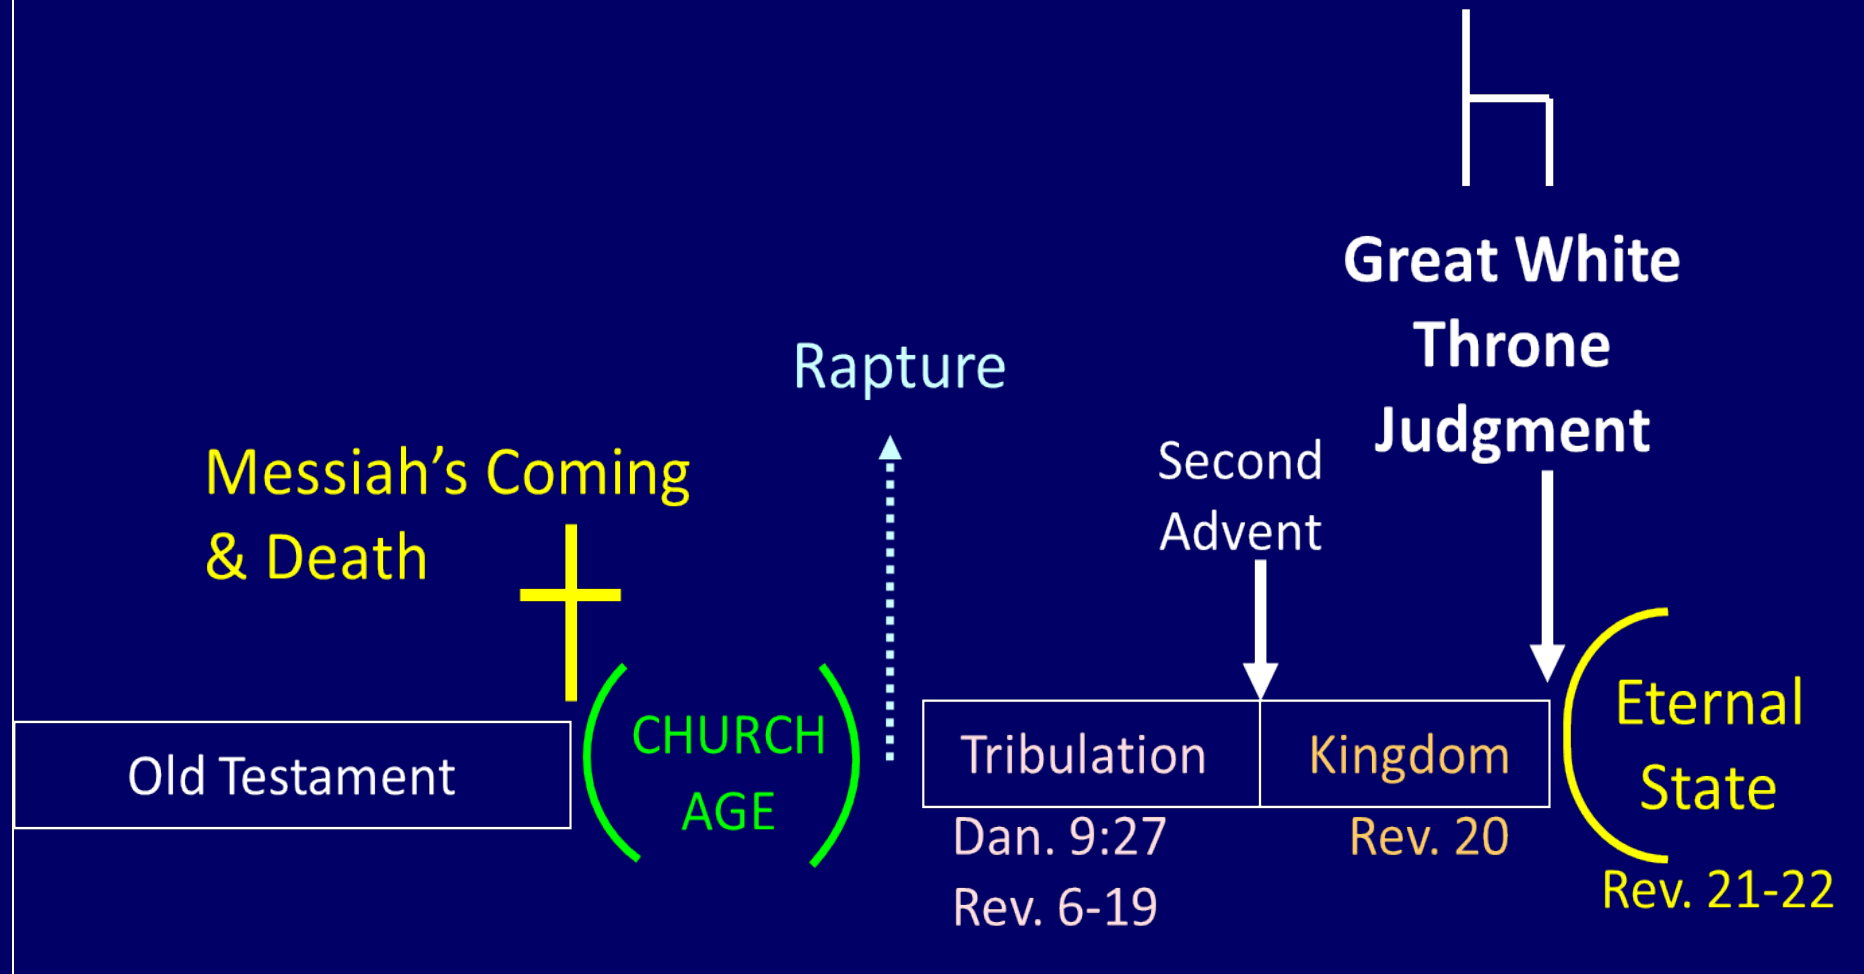 Great White
Throne
Judgment
Rapture
Second
Advent
Messiah’s Coming
& Death
Old Testament
CHURCH
AGE
Tribulation
Kingdom
Eternal
State
Dan. 9:27
Rev. 6-19
Rev. 20
Rev. 21-22